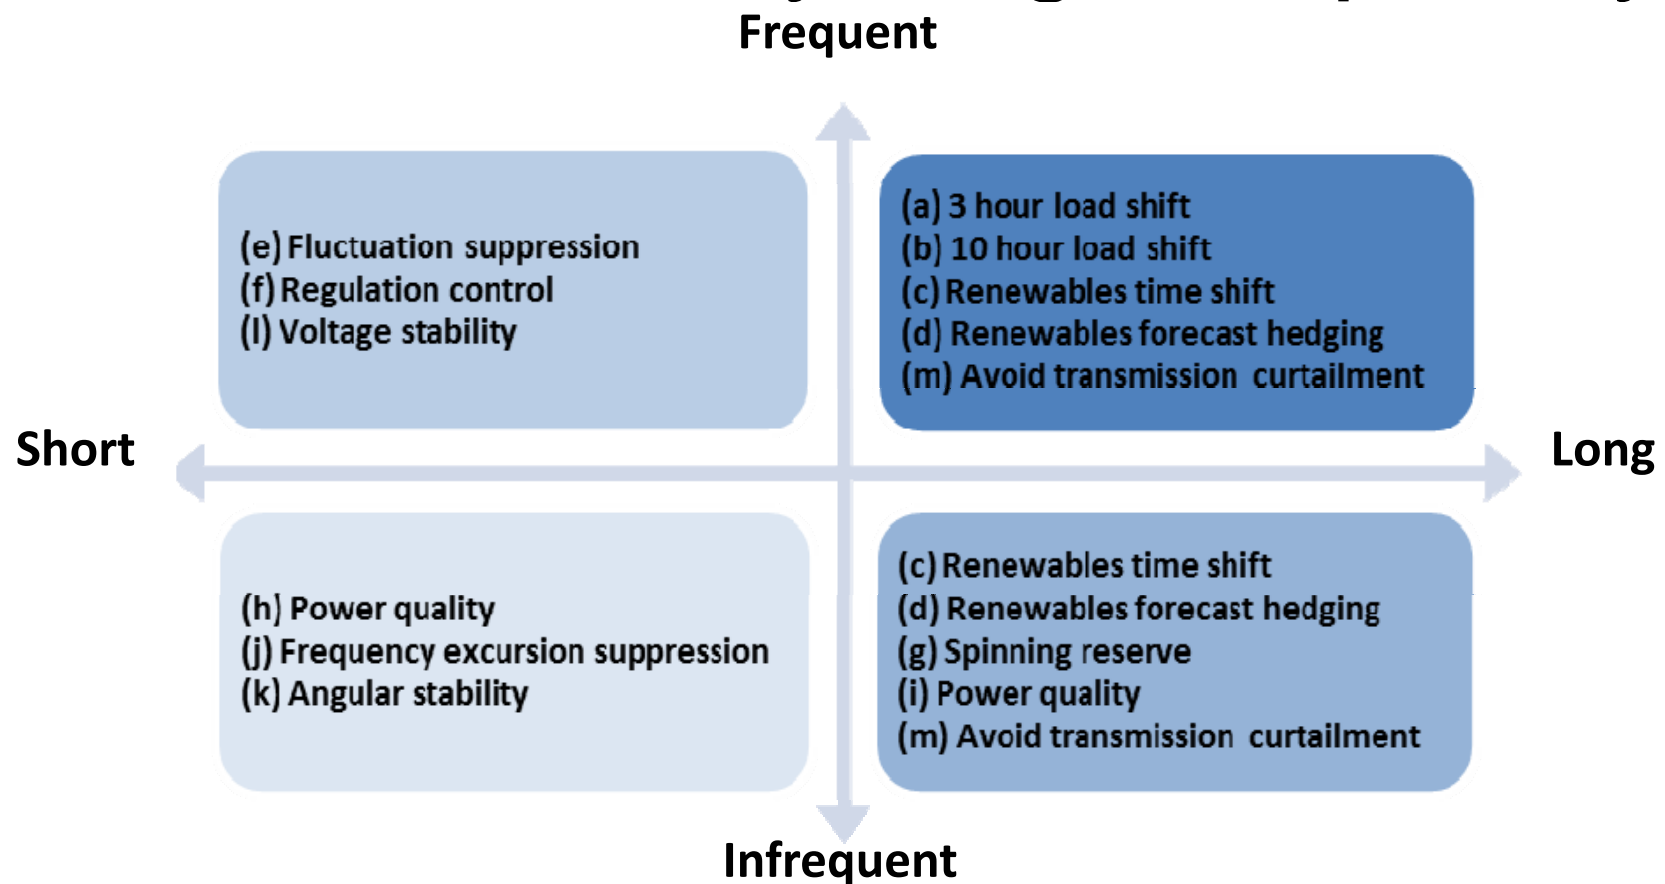 Frequent
(e) Fluctuation suppression
(f) Regulation control
(l) Voltage stability
(a) 3 hour load shift
(b) 10 hour load shift
(c) Renewables time shift
(d) Renewables forecast hedging
(m) Avoid transmission curtailment
Short
Long
(h) Power quality
(j) Frequency excursion suppression
(k) Angular stability
(c) Renewables time shift
(d) Renewables forecast hedging
(g) Spinning reserve
(i) Power quality
(m) Avoid transmission curtailment
Infrequent